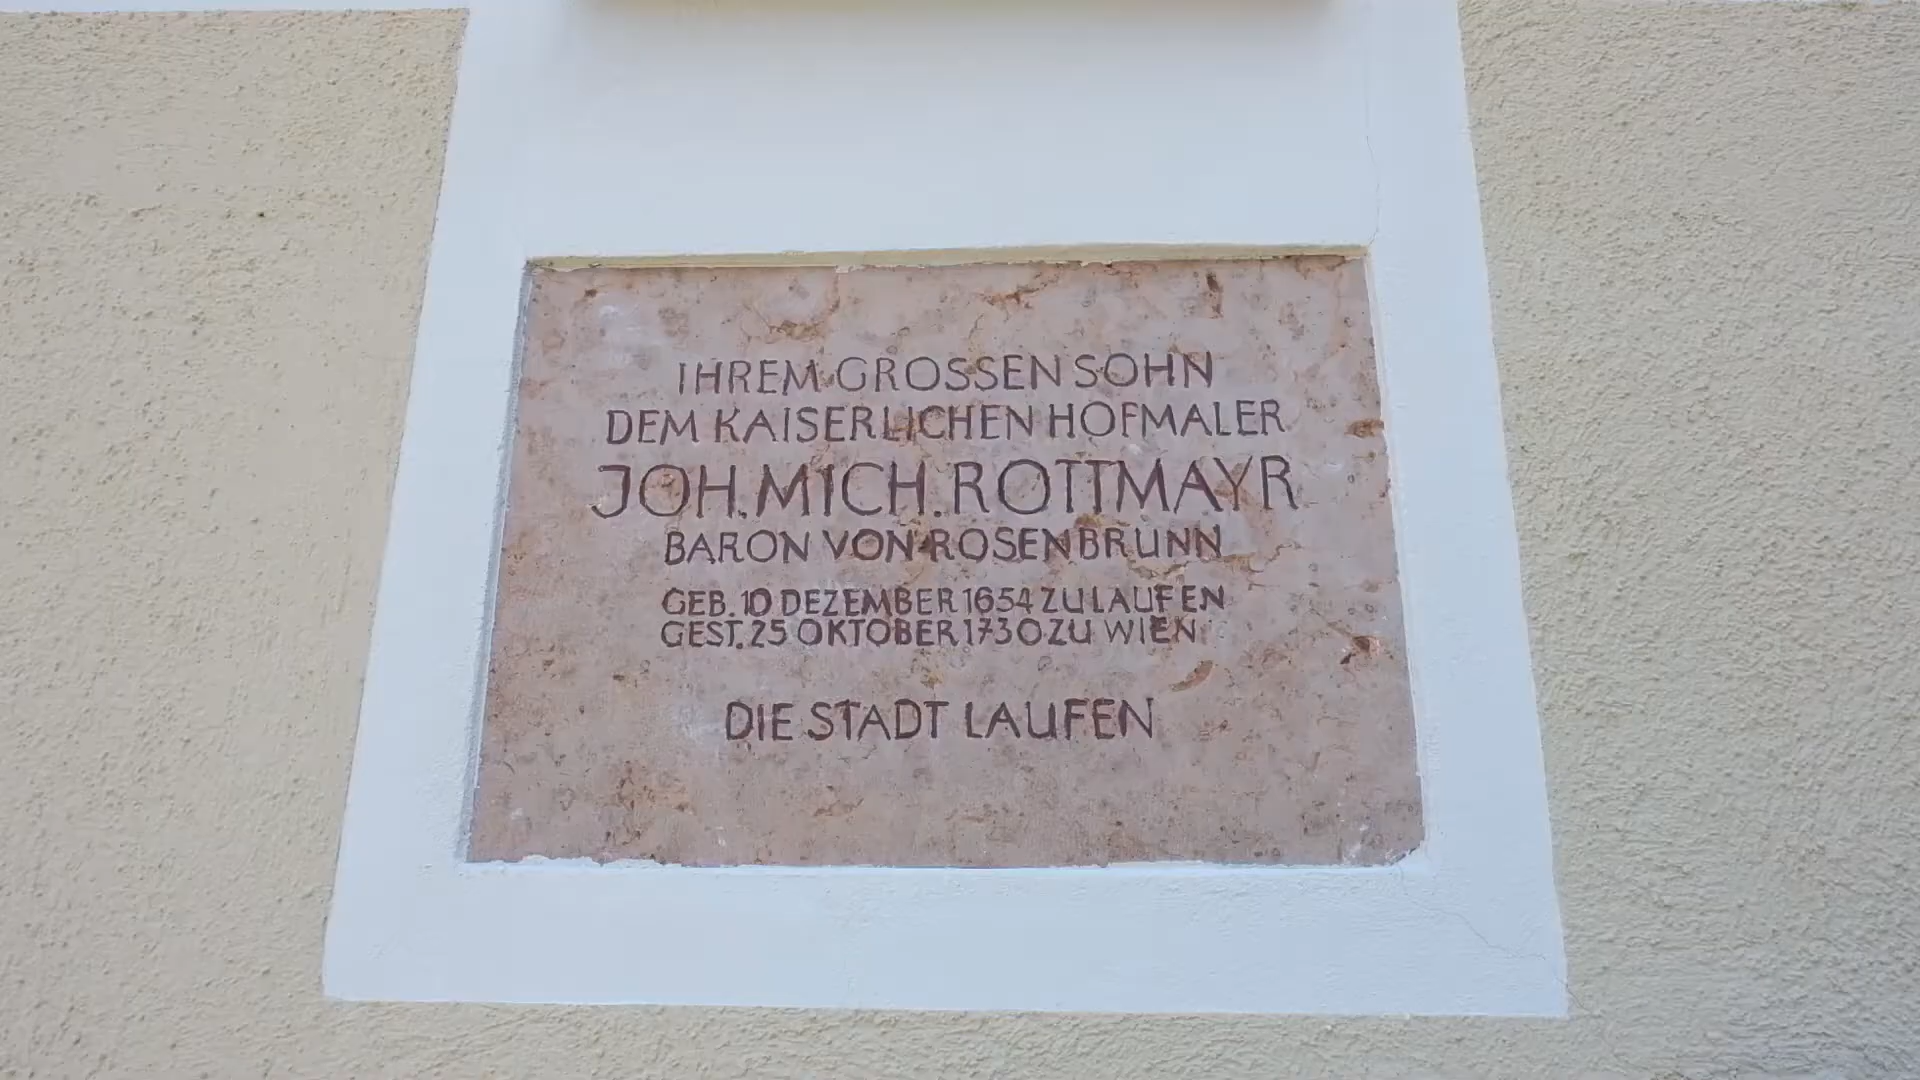 IHREM GROSSEN SOHN
DEM KAISERLICHEN HOFMALER
JOH. MICH. ROTTMAYR
BARON VON ROSENBRUNN
GEB. 10 DEZEMBER 1654 ZU LAUFEN
GEST. 25 OKTOBER 1730 ZU WIEN
DIE STADT LAUFEN